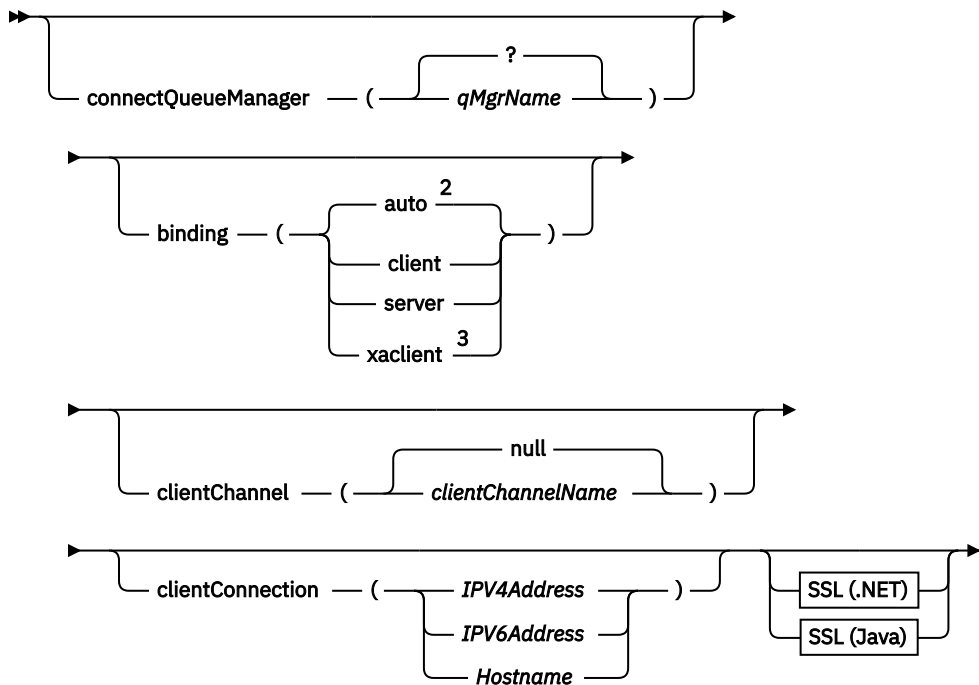 ?
connectQueueManager ( qMgrName )
auto 2
binding ( )
client
server
xaclient 3
null
clientChannel ( clientChannelName )
clientConnection ( IPV4Address ) SSL (.NET)
IPV6Address SSL (Java)
Hostname